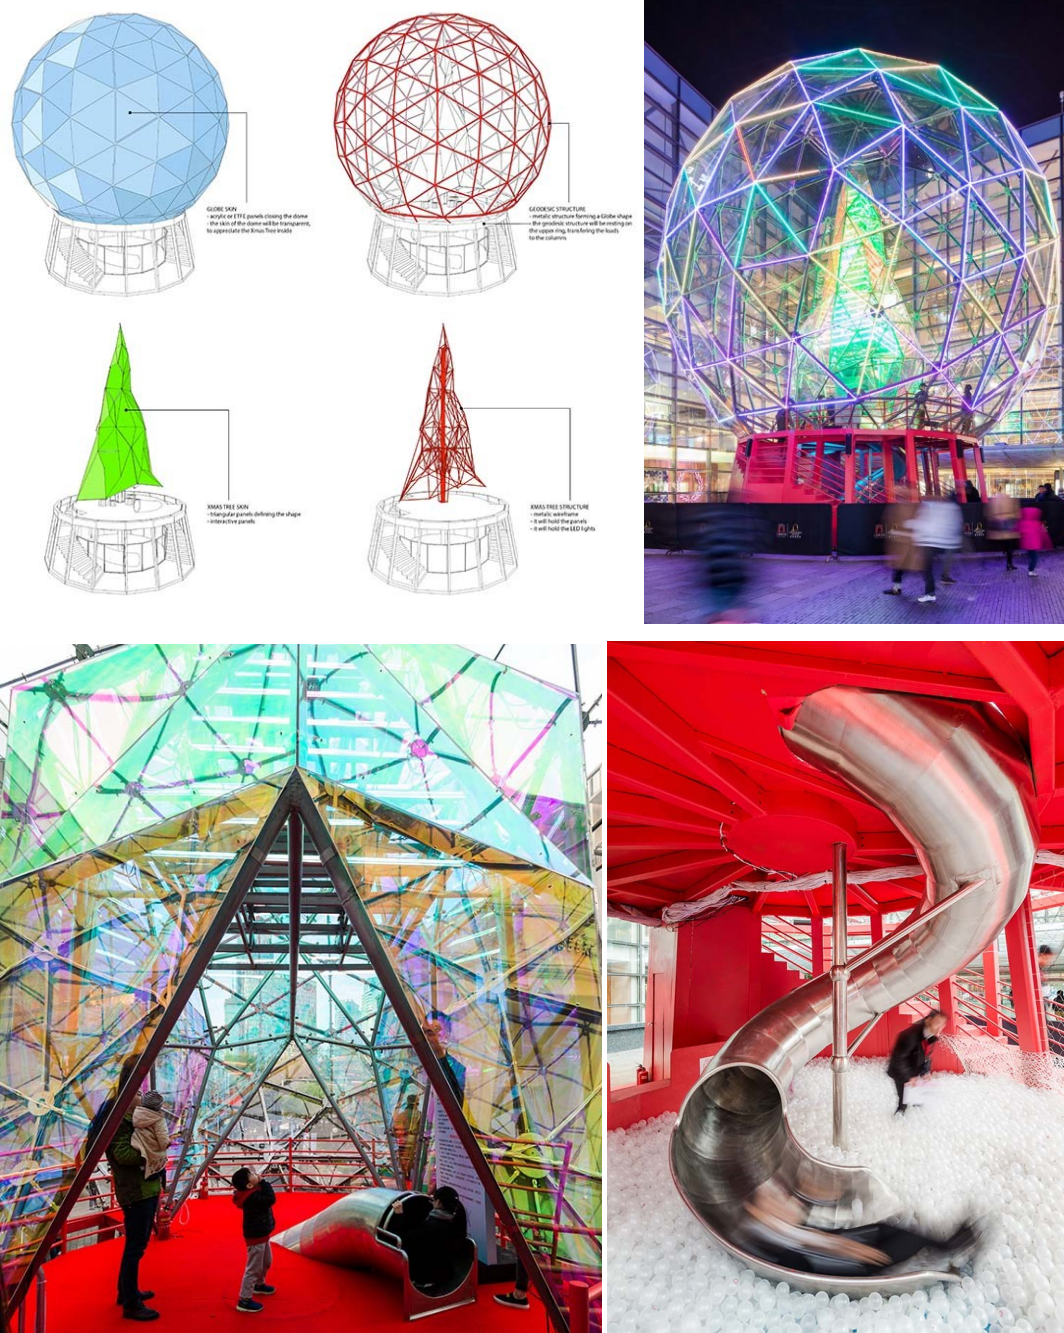 GLOBE SKIN
- acrylic or ETFE panels closing the dome
- the skin of the dome will be transparent,
to appreciate the Xmas Tree inside
GEODESIC STRUCTURE
- metalic structure forming a Globe shape
- the geodesic structure will be resting on
the upper ring, transfering the loads
to the columns
XMAS TREE SKIN
- triangular panels defining the shape
- interactive panels
XMAS TREE STRUCTURE
- metalic wireframe
- it will hold the panels
- it will hold the LED lights